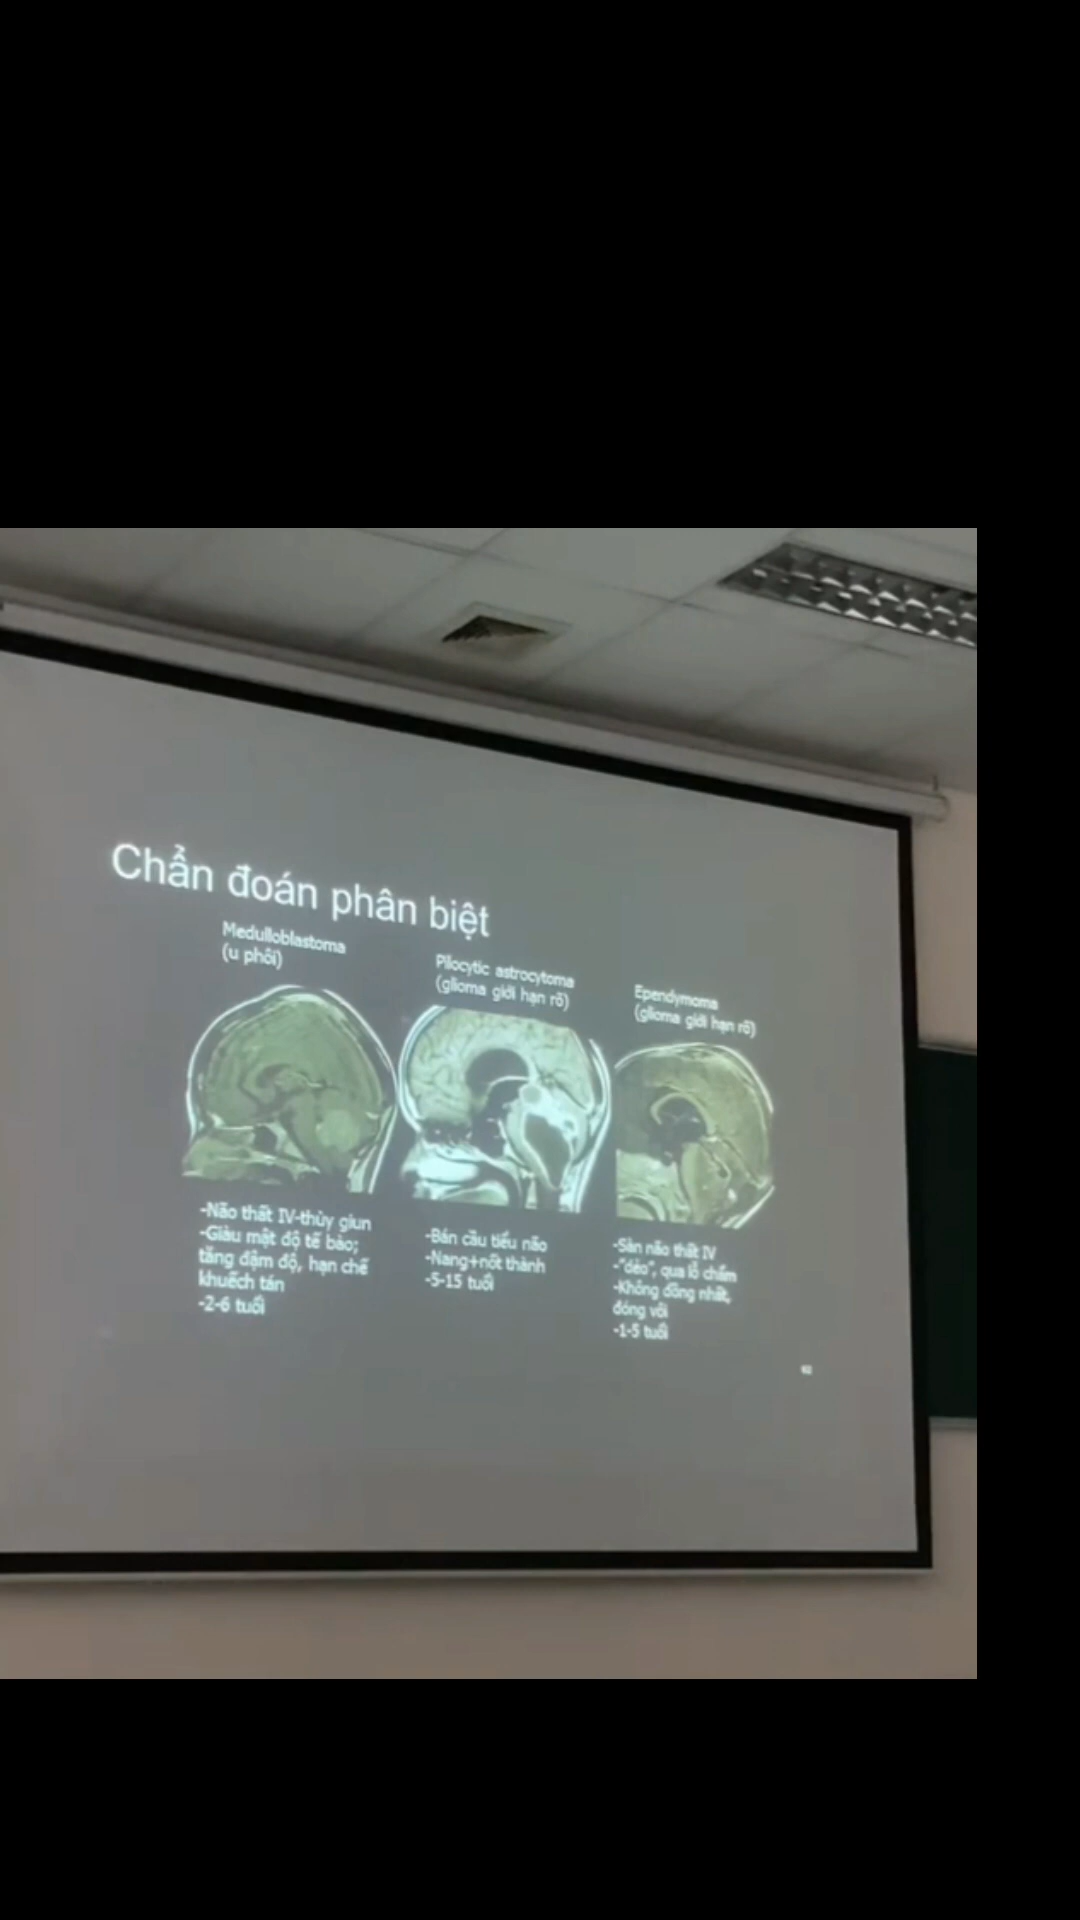 Chẩn đoán phân biệt
Medulloblastoma
(u phôi)
Pilocytic astrocytoma
(glioma giới hạn rõ)
Ependymoma
(glioma giới hạn rõ)
-Não thất IV-thùy giun
-Giàu mật độ tế bào;
tăng đậm độ, hạn chế
khuếch tán
-2-6 tuổi
-Bán cầu tiểu não
-Nang+nốt thành
-5-15 tuổi
-Sàn não thất IV
-"dẻo", qua lỗ chẩm
-Không đồng nhất,
đóng vôi
-1-5 tuổi